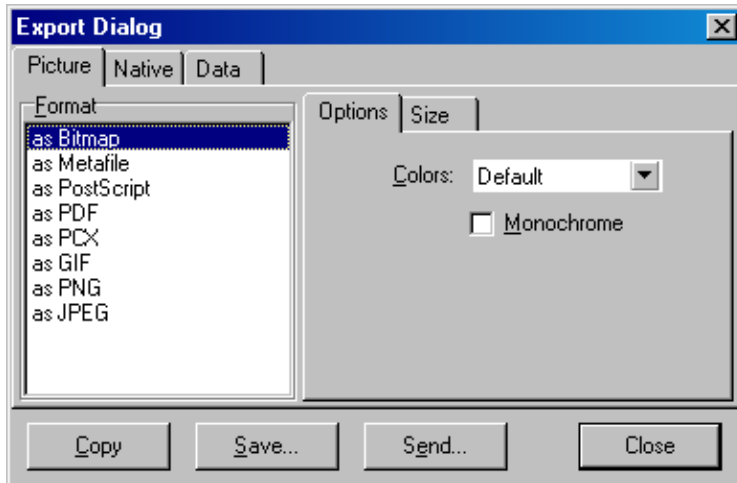 Export Dialog
Picture Native Data
Format
as Bitmap
as Metafile
as PostScript
as PDF
as PCX
as GIF
as PNG
as JPEG
Options Size
Colors: Default
Monochrome
Copy Save... Send... Close